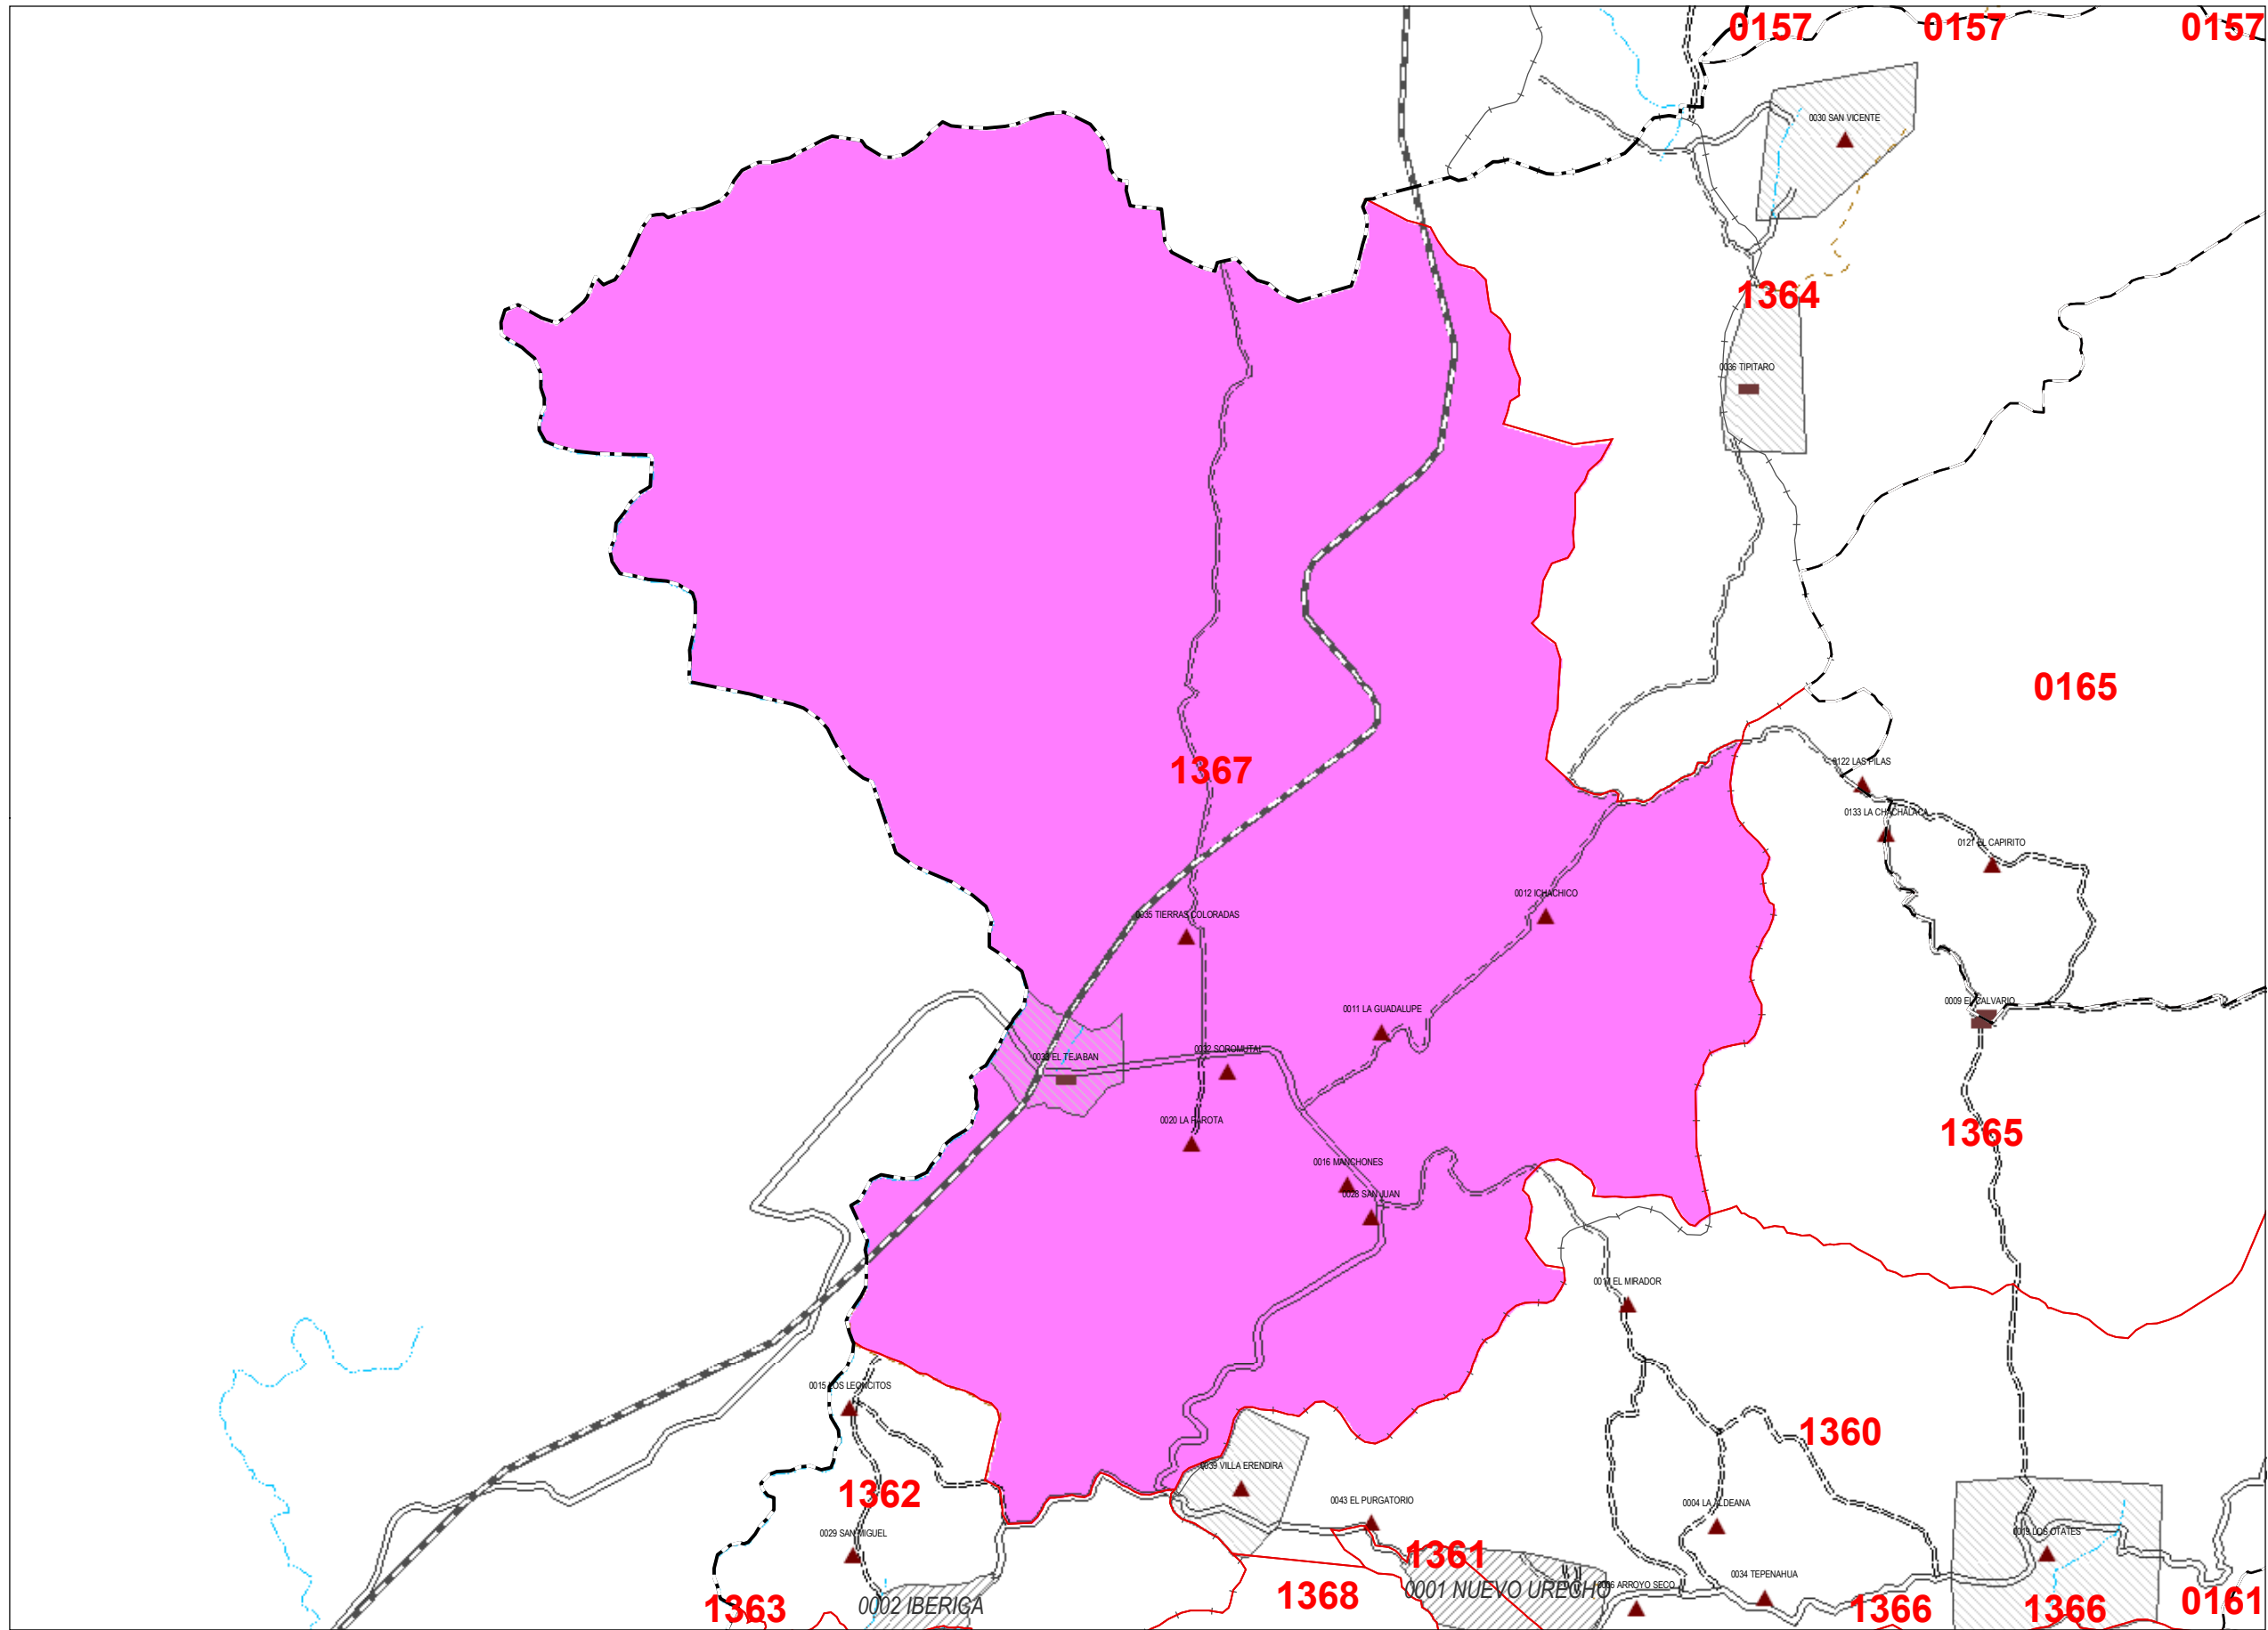 0157
0157
0157
0030 SAN VICENTE
1364
0036 TIPITARO
0165
1367
0122 LAS PILAS
0133 LA CHACHALACA
0121 EL CAPIRITO
0012 ICHACHICO
0035 TIERRAS COLORADAS
0009 EL CALVARIO
0011 LA GUADALUPE
0032 SOROMUTAL
EL TEJABAN
0020 LA PAROTA
1365
0016 MANCHONES
0028 SAN JUAN
EL MIRADOR
0015 LOS LEONCITOS
1360
0039 VILLA ERENDIRA
1362
0043 EL PURGATORIO
0004 LA ALDEANA
0029 SAN MIGUEL
0019 LOS OTATES
1361
0034 TEPENAHUA
0006 ARROYO SECO
0001 NUEVO URECHO
1368
1363
0002 IBERICA
1366
1366
0161